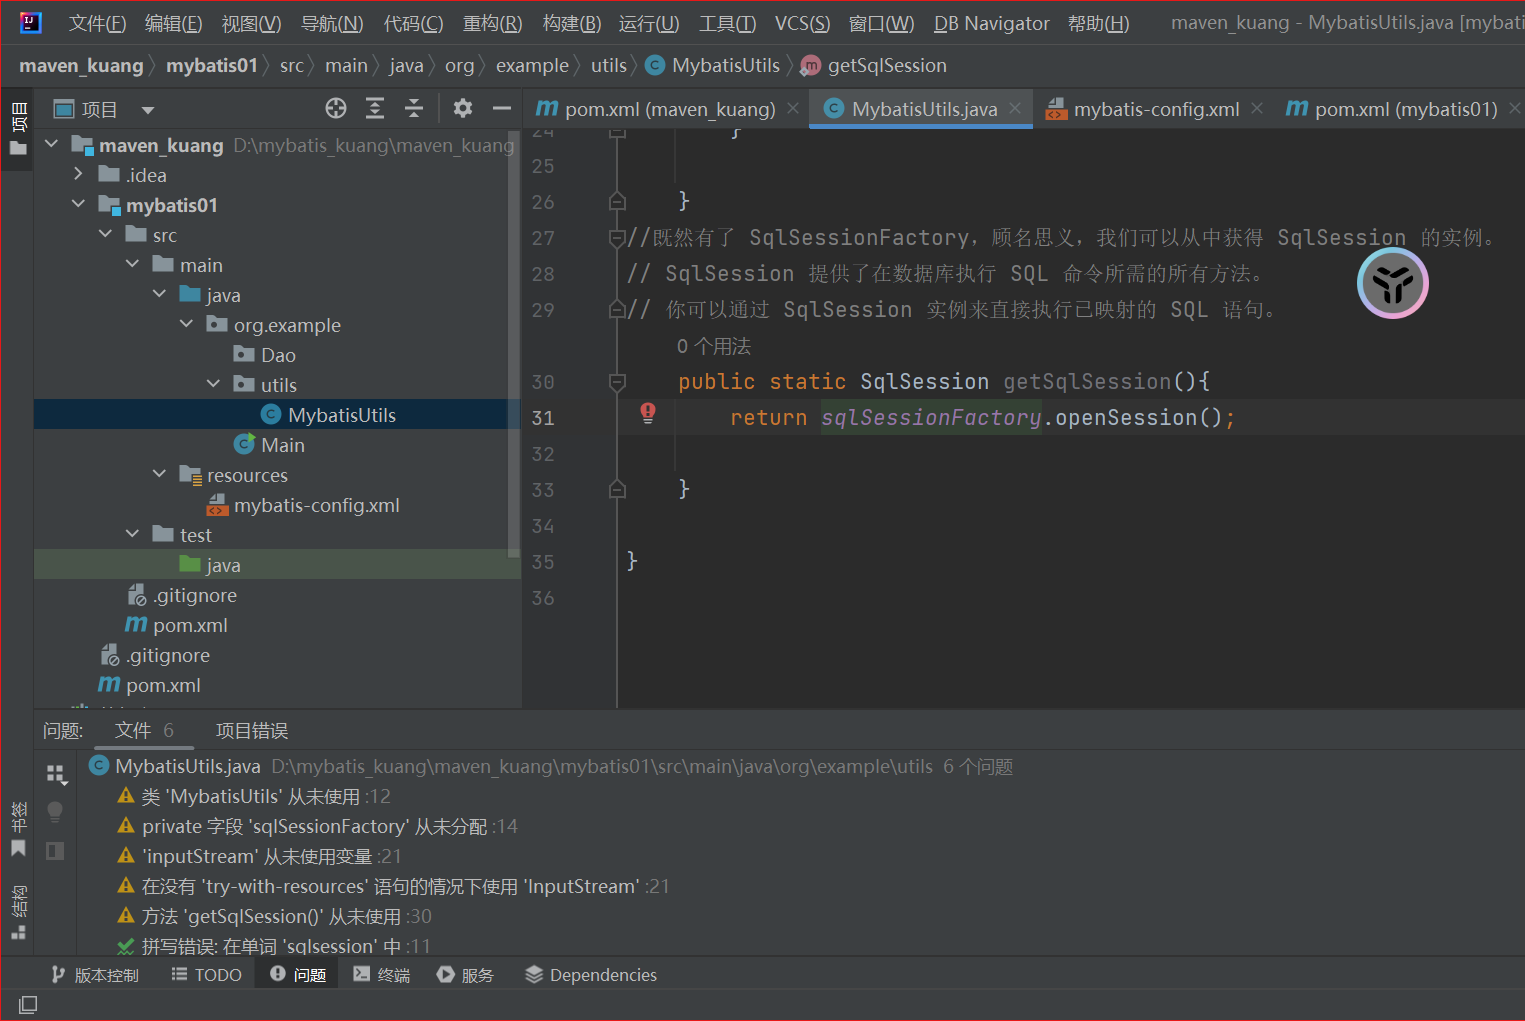 文件(F) 编辑(E) 视图(V) 导航(N) 代码(C) 重构(R) 构建(B) 运行(U) 工具(T) VCS(S) 窗口(W) DB Navigator 帮助(H) maven_kuang - MybatisUtils.java [mybati
maven_kuang mybatis01 src main java org example utils MybatisUtils getSqlSession
项目
项目
pom.xml (maven_kuang) MybatisUtils.java mybatis-config.xml pom.xml (mybatis01)
maven_kuang D:\mybatis_kuang\maven_kuang
.idea
mybatis01
src
main
java
org.example
Dao
utils
MybatisUtils
Main
resources
mybatis-config.xml
test
java
.gitignore
pom.xml
.gitignore
pom.xml
24 }
25
26 }
27 //既然有了 SqlSessionFactory，顾名思义，我们可以从中获得 SqlSession 的实例。
28 // SqlSession 提供了在数据库执行 SQL 命令所需的所有方法。
29 // 你可以通过 SqlSession 实例来直接执行已映射的 SQL 语句。
0 个用法
30 public static SqlSession getSqlSession(){
31 return sqlSessionFactory.openSession();
32
33 }
34
35 }
36
问题: 文件 6 项目错误
MybatisUtils.java D:\mybatis_kuang\maven_kuang\mybatis01\src\main\java\org\example\utils 6 个问题
类 'MybatisUtils' 从未使用 :12
private 字段 'sqlSessionFactory' 从未分配 :14
'inputStream' 从未使用变量 :21
在没有 'try-with-resources' 语句的情况下使用 'InputStream' :21
方法 'getSqlSession()' 从未使用 :30
拼写错误: 在单词 'sqlsession' 中 :11
书签
结构
版本控制 TODO 问题 终端 服务 Dependencies